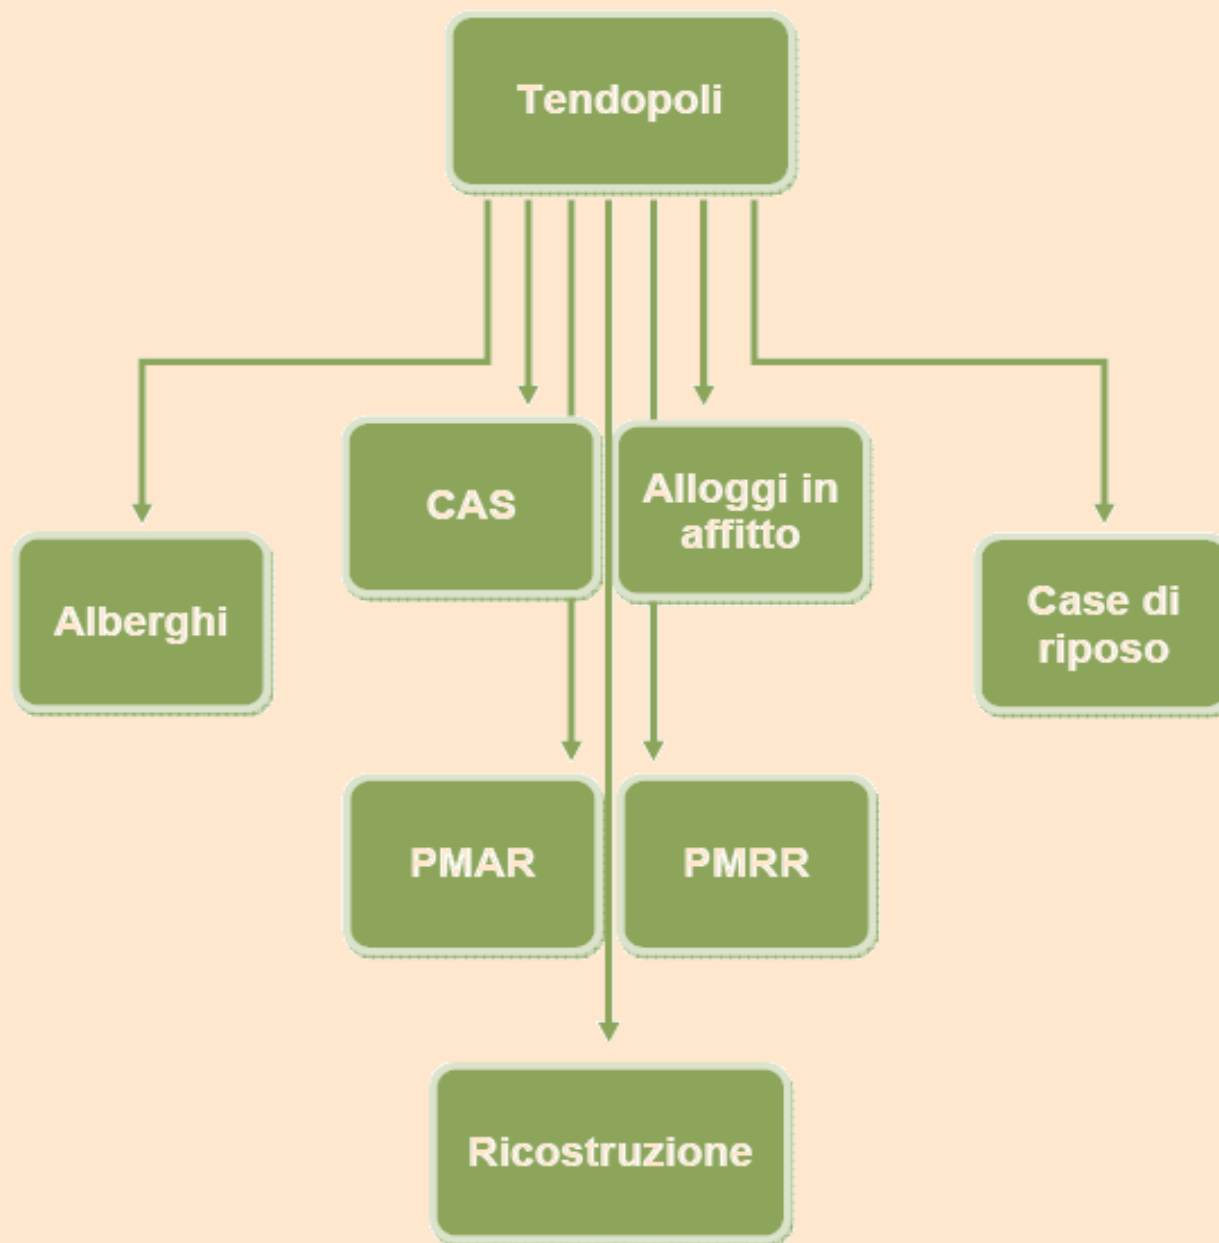 Tendopoli
CAS
Alloggi in
affitto
Alberghi
Case di
riposo
PMAR
PMRR
Ricostruzione